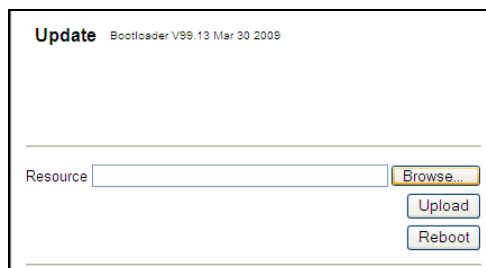 Update Bootloader V99.13 Mar 30 2009
Resource Browse...
Upload
Reboot